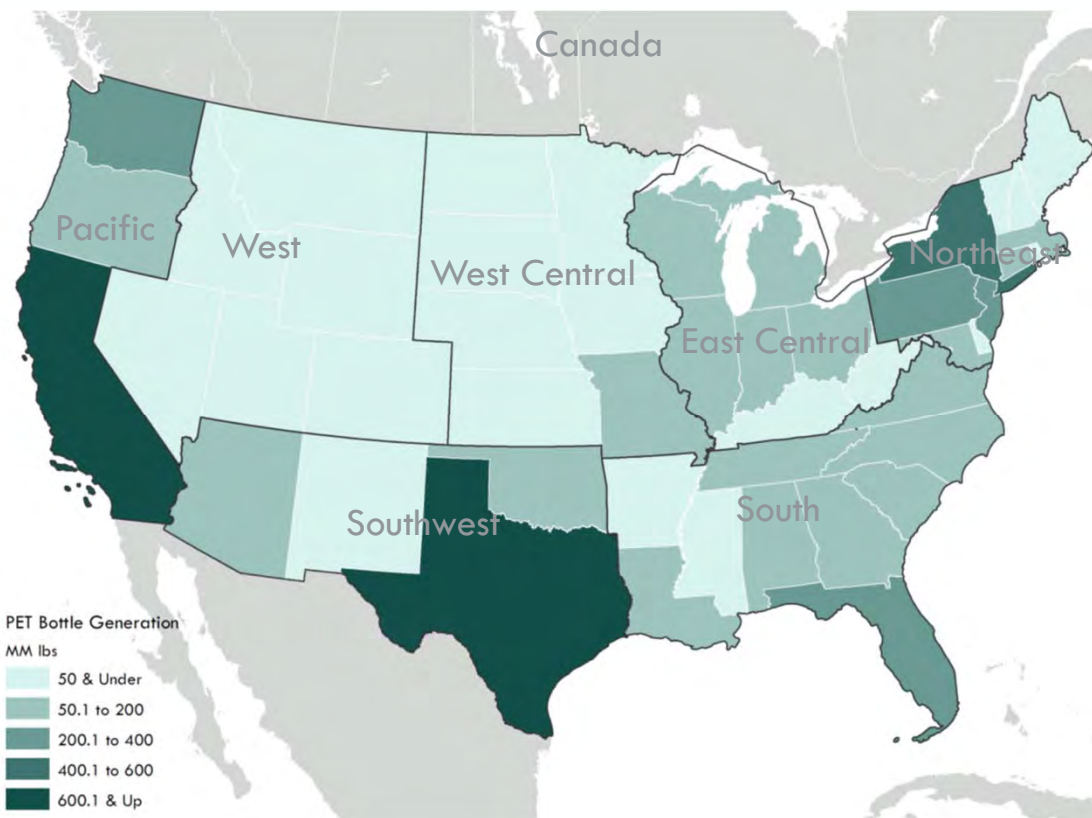 Canada
Pacific
West
West Central
Northeast
East Central
Southwest
South
PET Bottle Generation
MM lbs
50 & Under
50.1 to 200
200.1 to 400
400.1 to 600
600.1 & Up